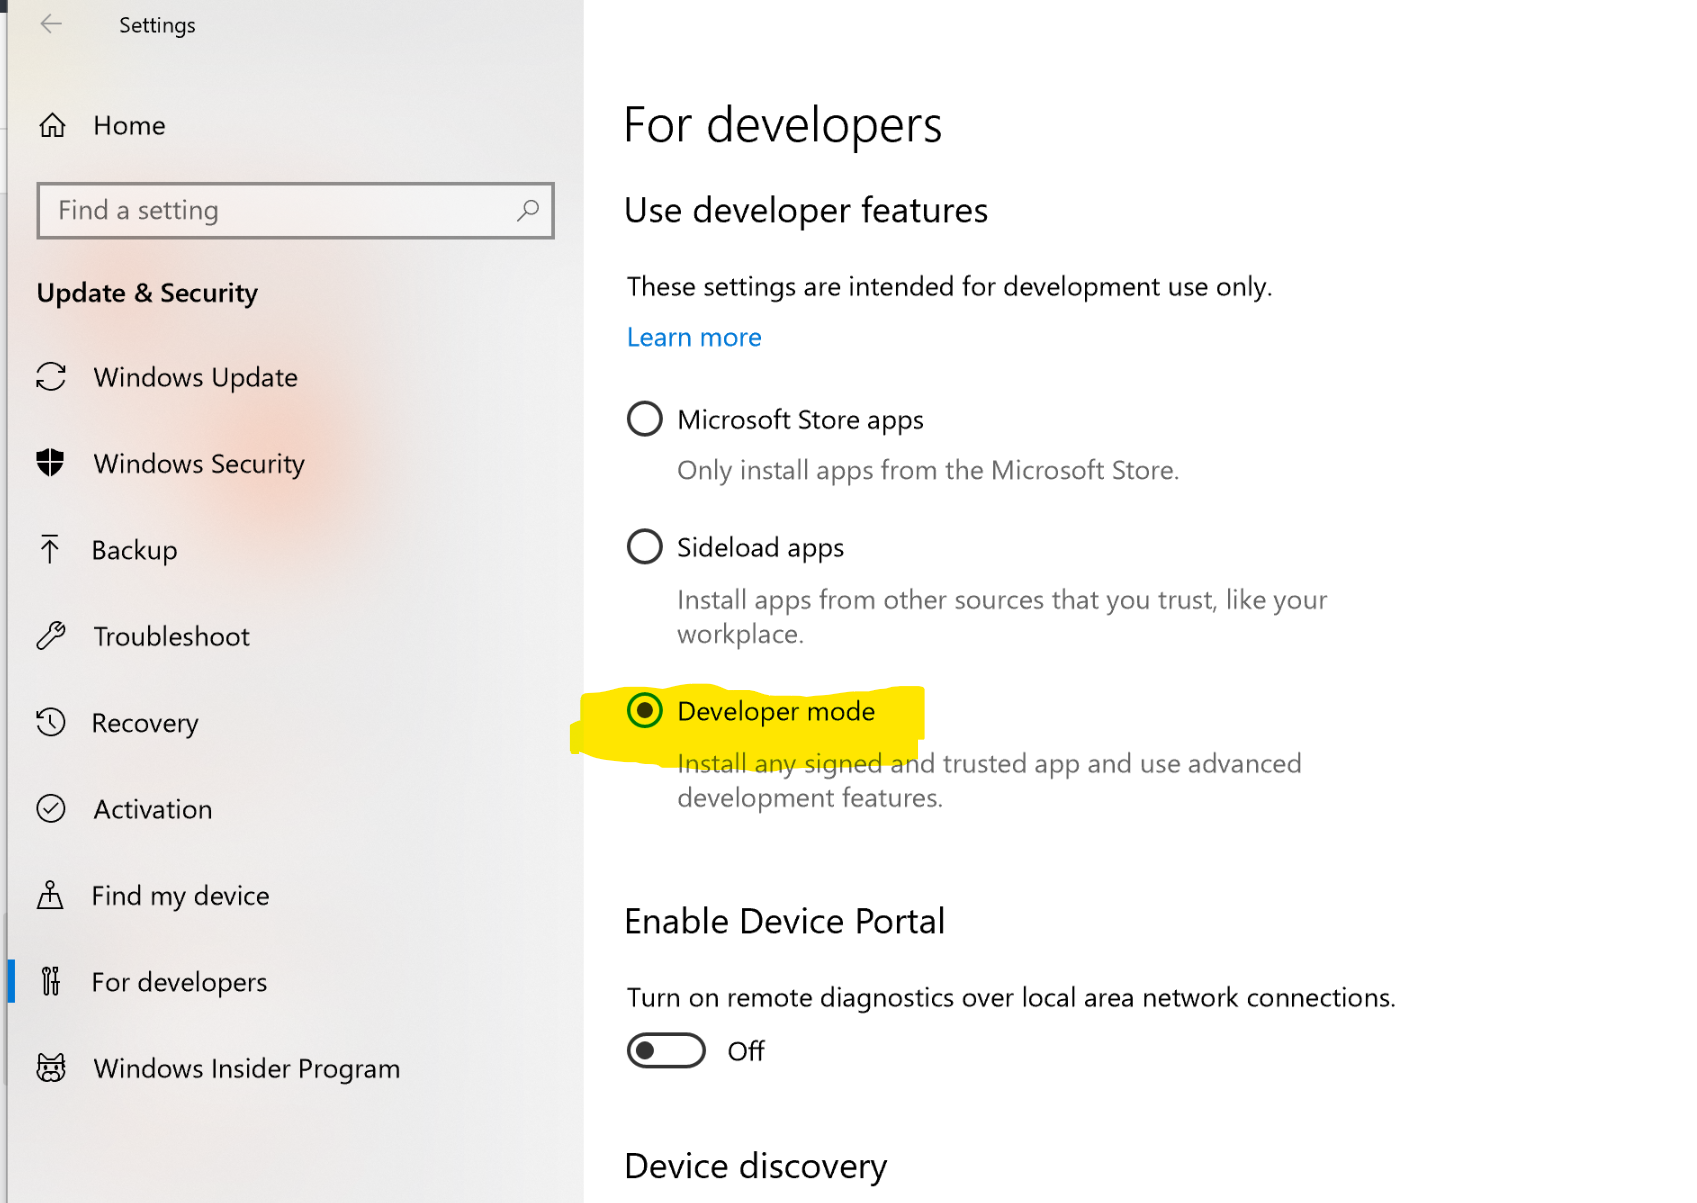 Settings
Home
Find a setting
Update & Security
Windows Update
Windows Security
Backup
Troubleshoot
Recovery
Activation
Find my device
For developers
Windows Insider Program
For developers
Use developer features
These settings are intended for development use only.
Learn more
Microsoft Store apps
Only install apps from the Microsoft Store.
Sideload apps
Install apps from other sources that you trust, like your
workplace.
Developer mode
Install any signed and trusted app and use advanced
development features.
Enable Device Portal
Turn on remote diagnostics over local area network connections.
Off
Device discovery